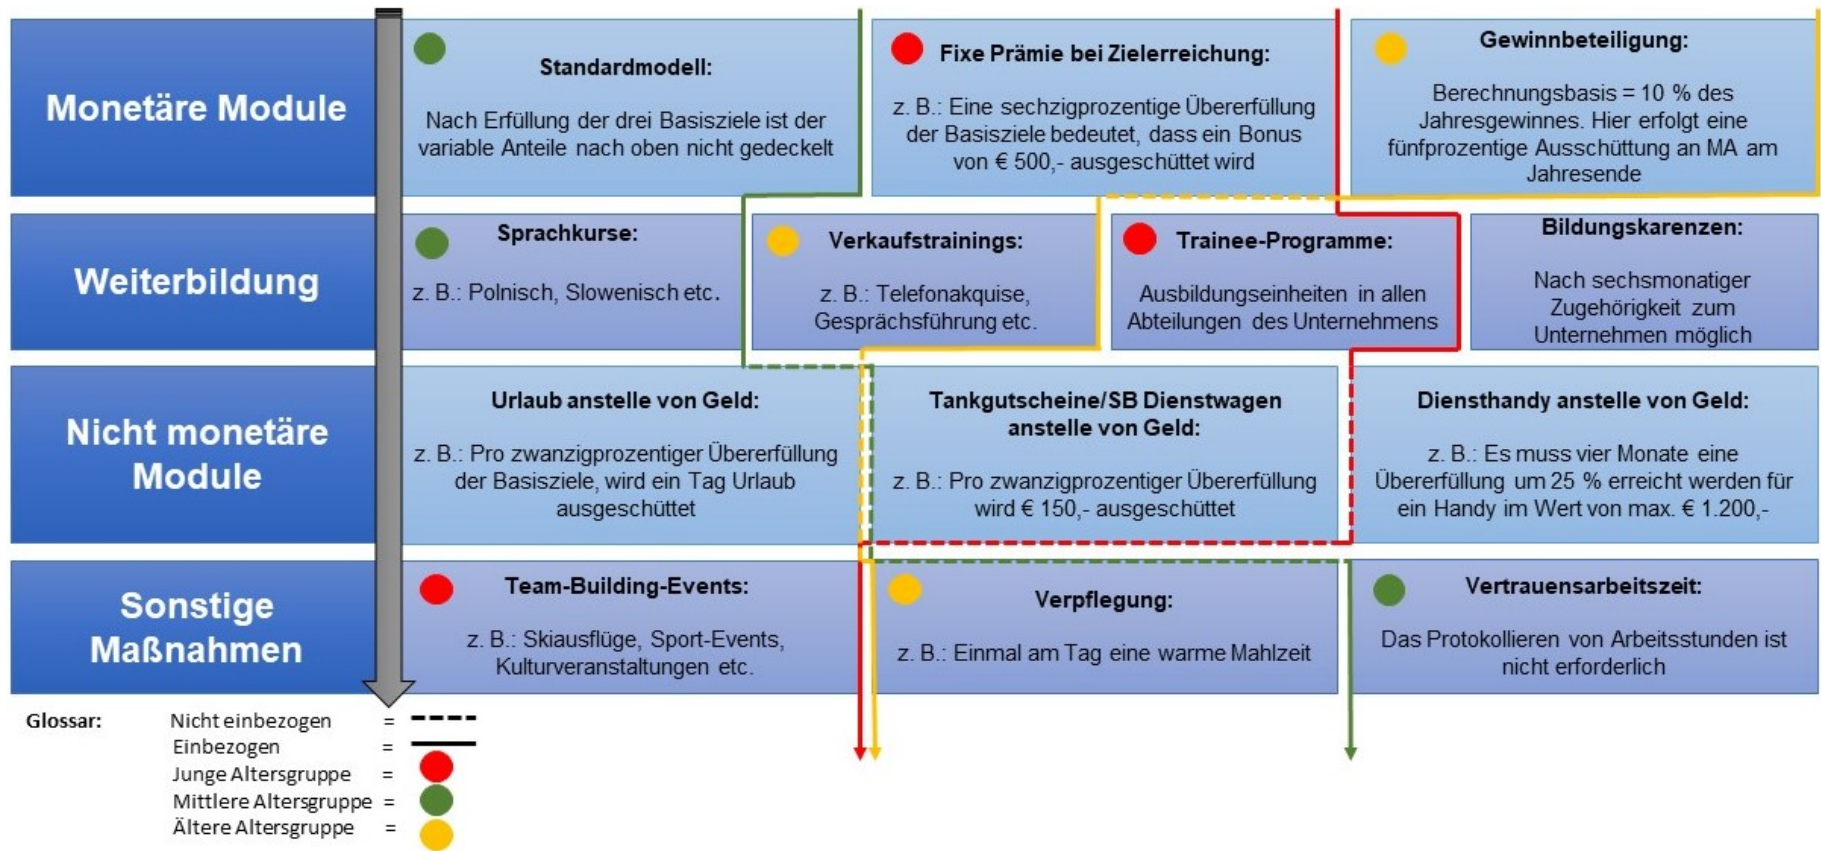 Monetäre Module
Standardmodell:
Nach Erfüllung der drei Basisziele ist der
variable Anteile nach oben nicht gedeckelt
Fixe Prämie bei Zielerreichung:
z. B.: Eine sechzigprozentige Übererfüllung
der Basisziele bedeutet, dass ein Bonus
von € 500,- ausgeschüttet wird
Gewinnbeteiligung:
Berechnungsbasis = 10 % des
Jahresgewinnes. Hier erfolgt eine
fünfprozentige Ausschüttung an MA am
Jahresende
Weiterbildung
Sprachkurse:
z. B.: Polnisch, Slowenisch etc.
Verkaufstrainings:
z. B.: Telefonakquise,
Gesprächsführung etc.
Trainee-Programme:
Ausbildungseinheiten in allen
Abteilungen des Unternehmens
Bildungskarenzen:
Nach sechsmonatiger
Zugehörigkeit zum
Unternehmen möglich
Nicht monetäre
Module
Urlaub anstelle von Geld:
z. B.: Pro zwanzigprozentiger Übererfüllung
der Basisziele, wird ein Tag Urlaub
ausgeschüttet
Tankgutscheine/SB Dienstwagen
anstelle von Geld:
z. B.: Pro zwanzigprozentiger Übererfüllung
wird € 150,- ausgeschüttet
Diensthandy anstelle von Geld:
z. B.: Es muss vier Monate eine
Übererfüllung um 25 % erreicht werden für
ein Handy im Wert von max. € 1.200,-
Sonstige
Maßnahmen
Team-Building-Events:
z. B.: Skiausflüge, Sport-Events,
Kulturveranstaltungen etc.
Verpflegung:
z. B.: Einmal am Tag eine warme Mahlzeit
Vertrauensarbeitszeit:
Das Protokollieren von Arbeitsstunden ist
nicht erforderlich
Glossar: Nicht einbezogen =
Einbezogen =
Junge Altersgruppe =
Mittlere Altersgruppe =
Ältere Altersgruppe =